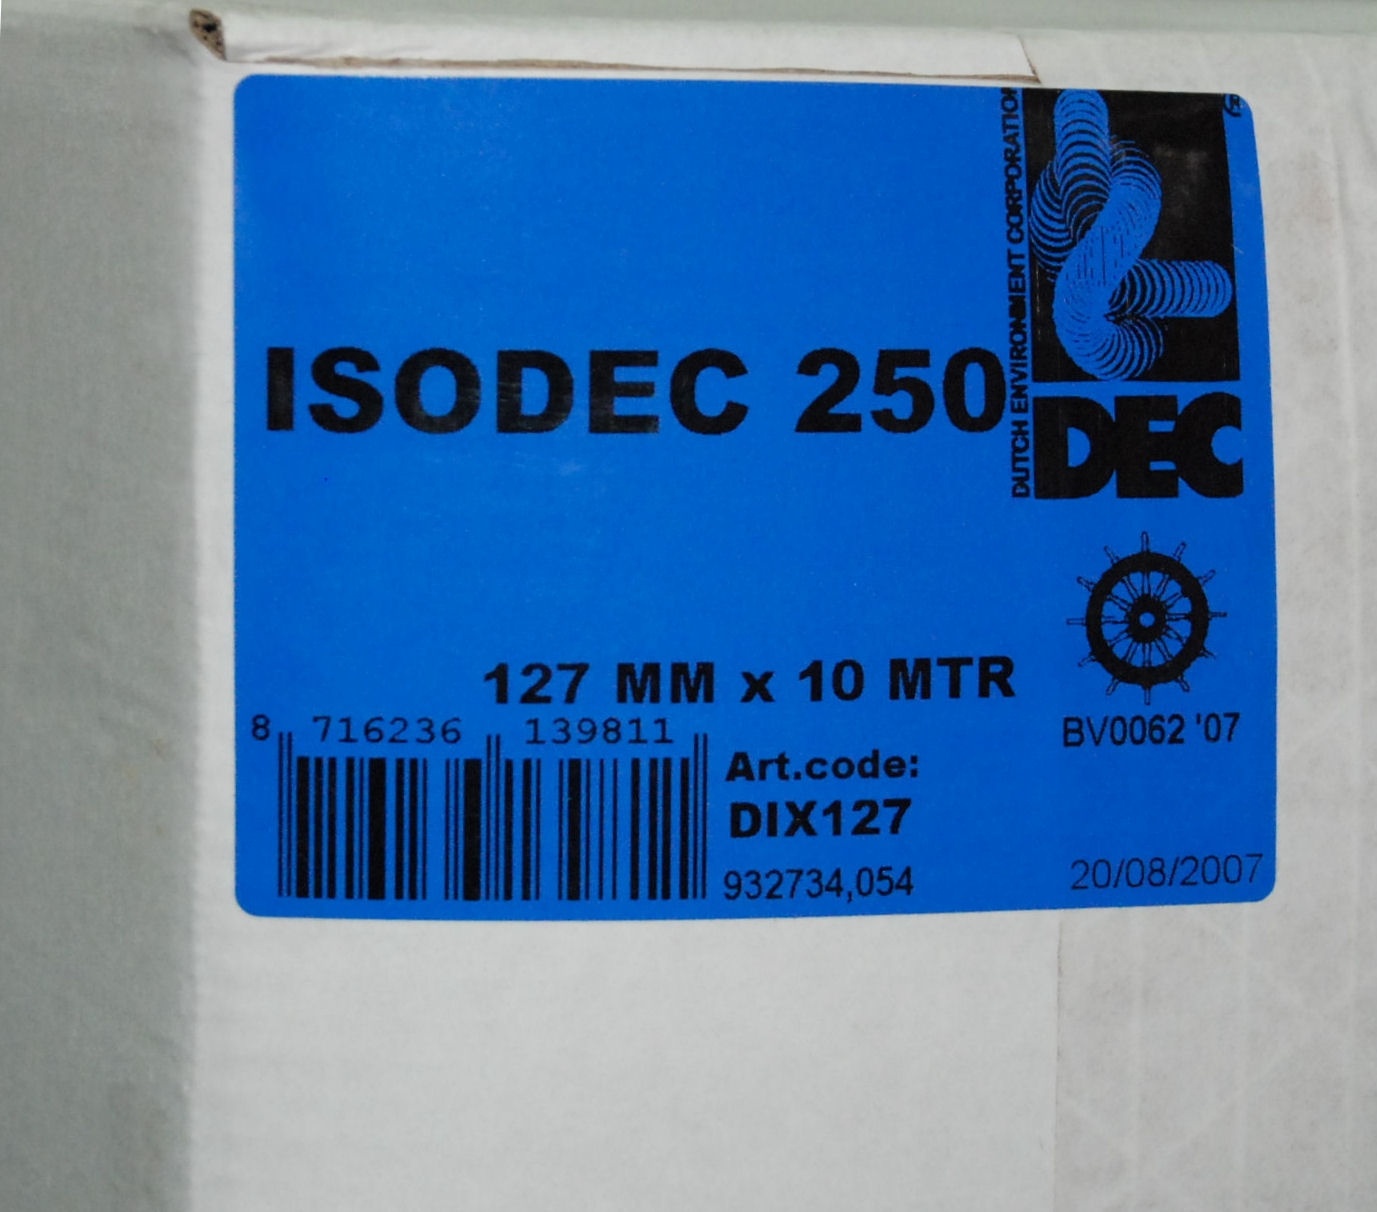 DUTCH ENVIRONMENT CORPORATION
®
DEC
ISODEC 250
127 MM x 10 MTR
8 716236 139811
Art.code:
DIX127
932734,054
BV0062 '07
20/08/2007